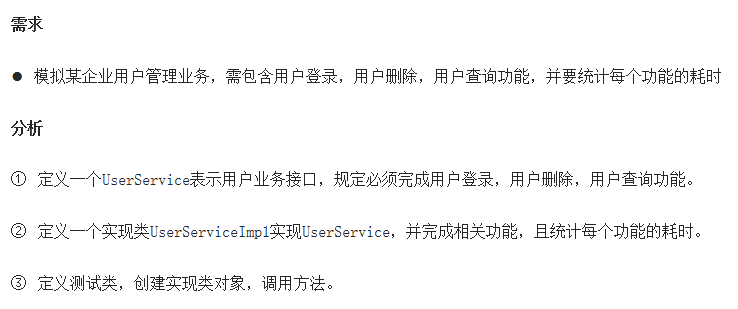 需求
● 模拟某企业用户管理业务，需包含用户登录，用户删除，用户查询功能，并要统计每个功能的耗时
分析
① 定义一个UserService表示用户业务接口，规定必须完成用户登录，用户删除，用户查询功能。
② 定义一个实现类UserServiceImpl实现UserService，并完成相关功能，且统计每个功能的耗时。
③ 定义测试类，创建实现类对象，调用方法。